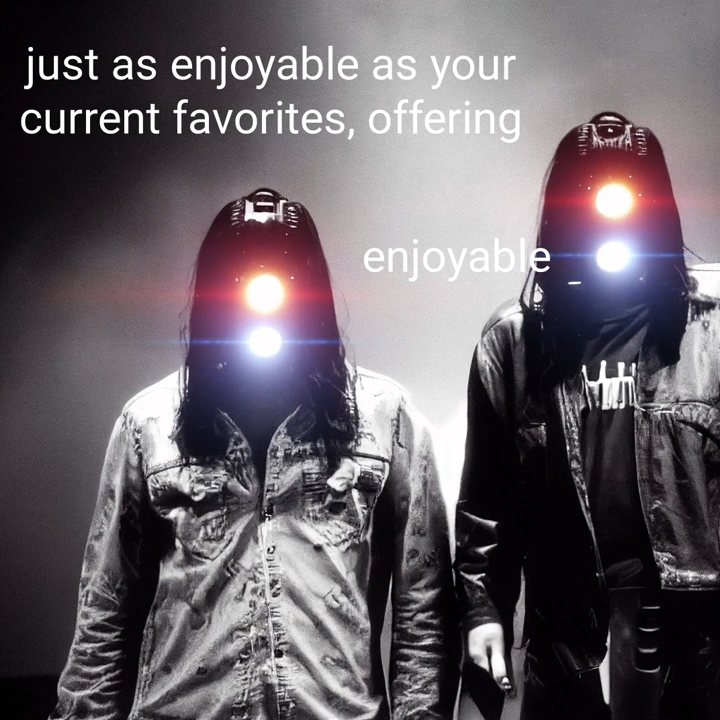 just as enjoyable as your
current favorites, offering
enjoyable